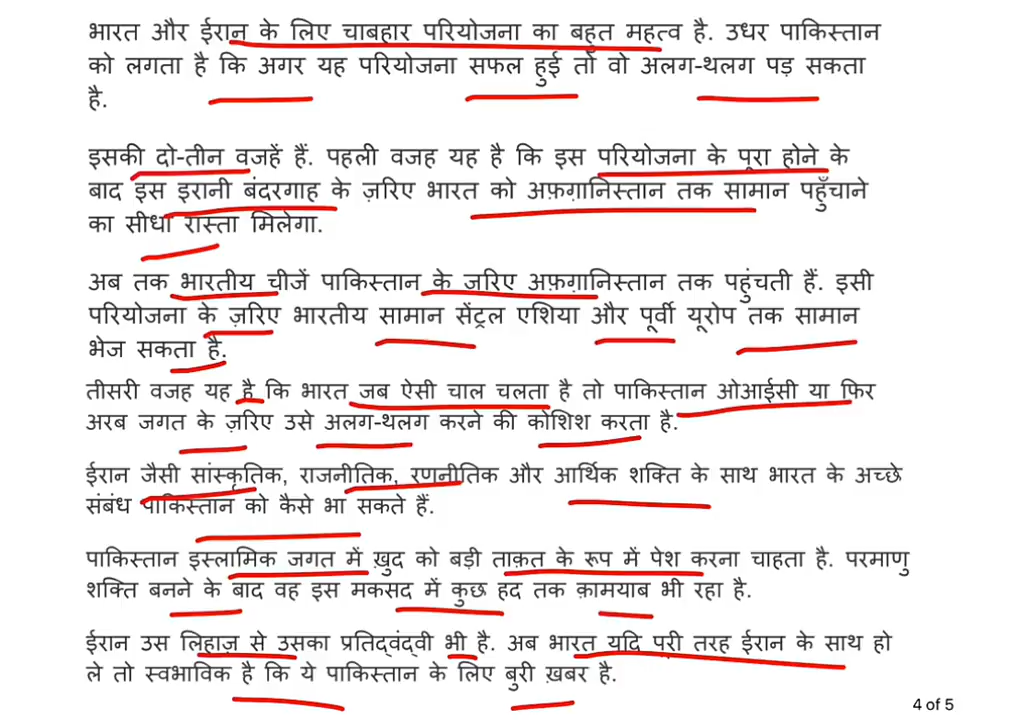 भारत और ईरान के लिए चाबहार परियोजना का बहुत महत्व है. उधर पाकिस्तान
को लगता है कि अगर यह परियोजना सफल हुई तो वो अलग-थलग पड़ सकता
है.
इसकी दो-तीन वजहें हैं. पहली वजह यह है कि इस परियोजना के पूरा होने के
बाद इस इरानी बंदरगाह के ज़रिए भारत को अफ़ग़ानिस्तान तक सामान पहुँचाने
का सीधा रास्ता मिलेगा.
अब तक भारतीय चीजें पाकिस्तान के जरिए अफ़ग़ानिस्तान तक पहुंचती हैं. इसी
परियोजना के ज़रिए भारतीय सामान सेंट्रल एशिया और पूर्वी यूरोप तक सामान
भेज सकता है.
तीसरी वजह यह है कि भारत जब ऐसी चाल चलता है तो पाकिस्तान ओआईसी या फिर
अरब जगत के ज़रिए उसे अलग-थलग करने की कोशिश करता है.
ईरान जैसी सांस्कृतिक, राजनीतिक, रणनीतिक और आर्थिक शक्ति के साथ भारत के अच्छे
संबंध पाकिस्तान को कैसे भा सकते हैं.
पाकिस्तान इस्लामिक जगत में ख़ुद को बड़ी ताक़त के रूप में पेश करना चाहता है. परमाणु
शक्ति बनने के बाद वह इस मकसद में कुछ हद तक क़ामयाब भी रहा है.
ईरान उस लिहाज़ से उसका प्रतिद्वंद्वी भी है. अब भारत यदि पूरी तरह ईरान के साथ हो
ले तो स्वभाविक है कि ये पाकिस्तान के लिए बुरी ख़बर है.
4 of 5